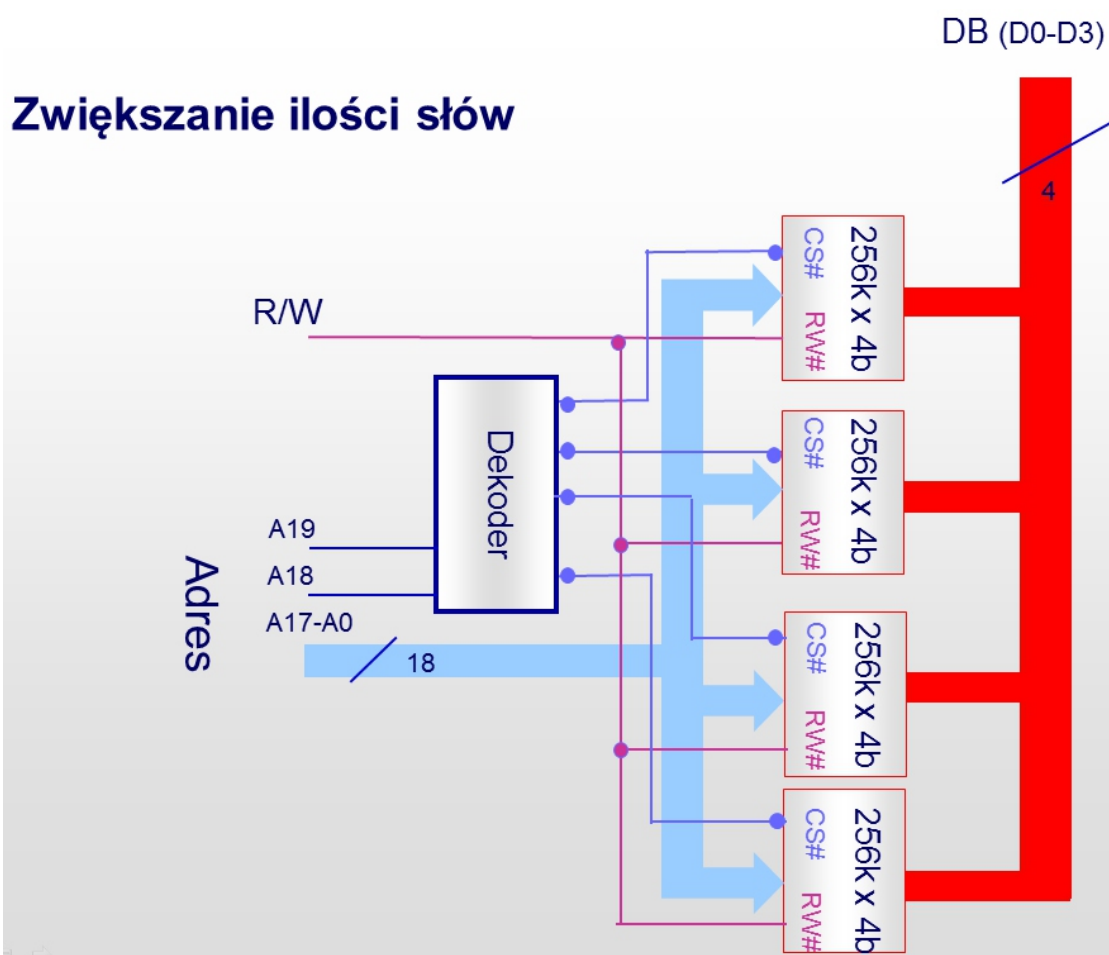 DB (D0-D3)
Zwiększanie ilości słów
4
R/W
CS#
RW#
256k x 4b
Dekoder
CS#
RW#
256k x 4b
A19
A18
A17-A0
Adres
18
CS#
RW#
256k x 4b
CS#
RW#
256k x 4b